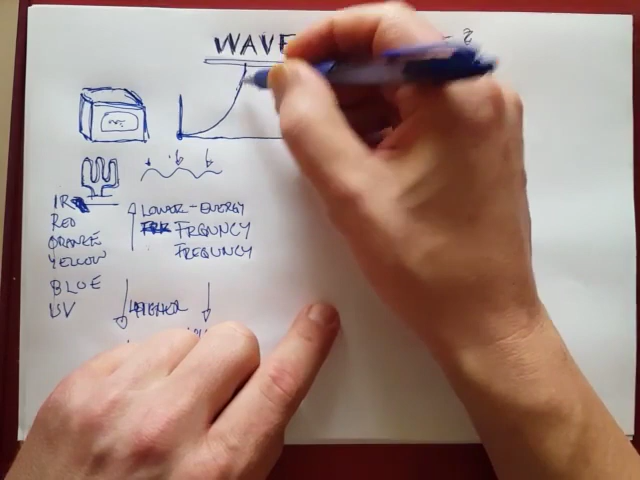 WAVE
IR
RED
ORANGE
YELLOW
BLUE
UV
LOWER-ENERGY
FRQUNCY
FREQUNCY
HIGHER